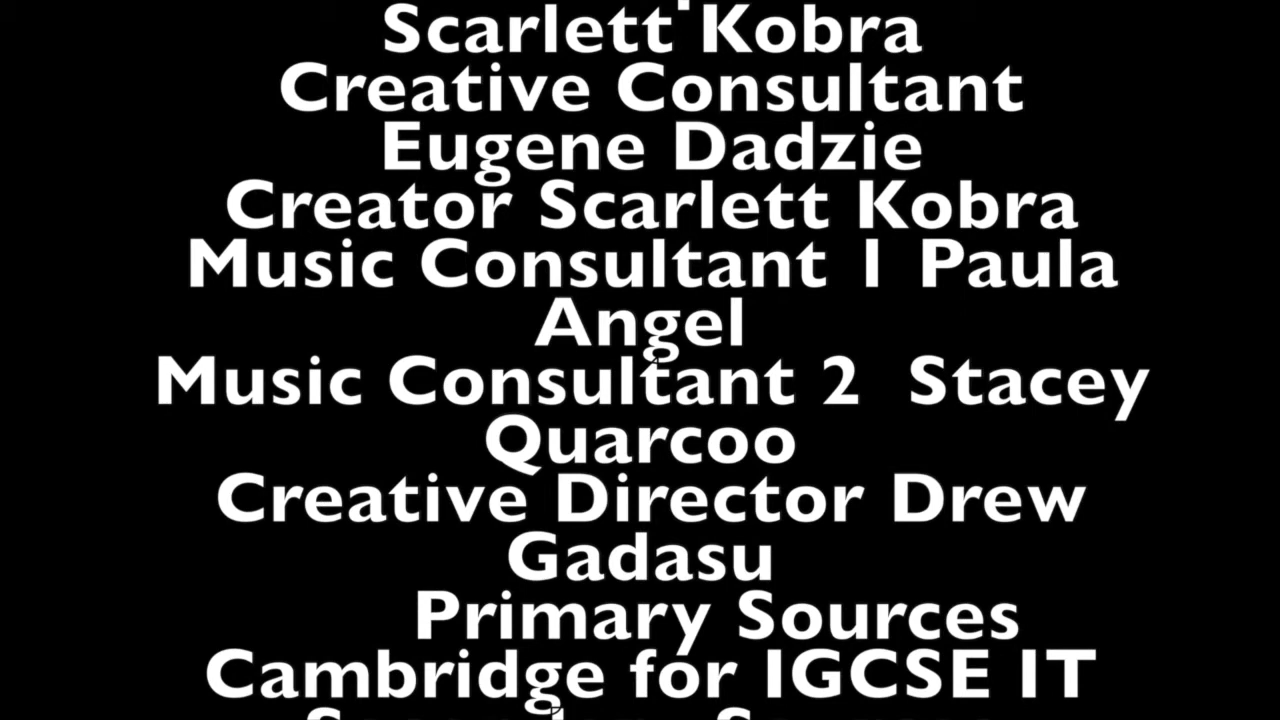 Scarlett Kobra
Creative Consultant
Eugene Dadzie
Creator Scarlett Kobra
Music Consultant 1 Paula
Angel
Music Consultant 2  Stacey
Quarcoo
Creative Director Drew
Gadasu
Primary Sources
Cambridge for IGCSE IT